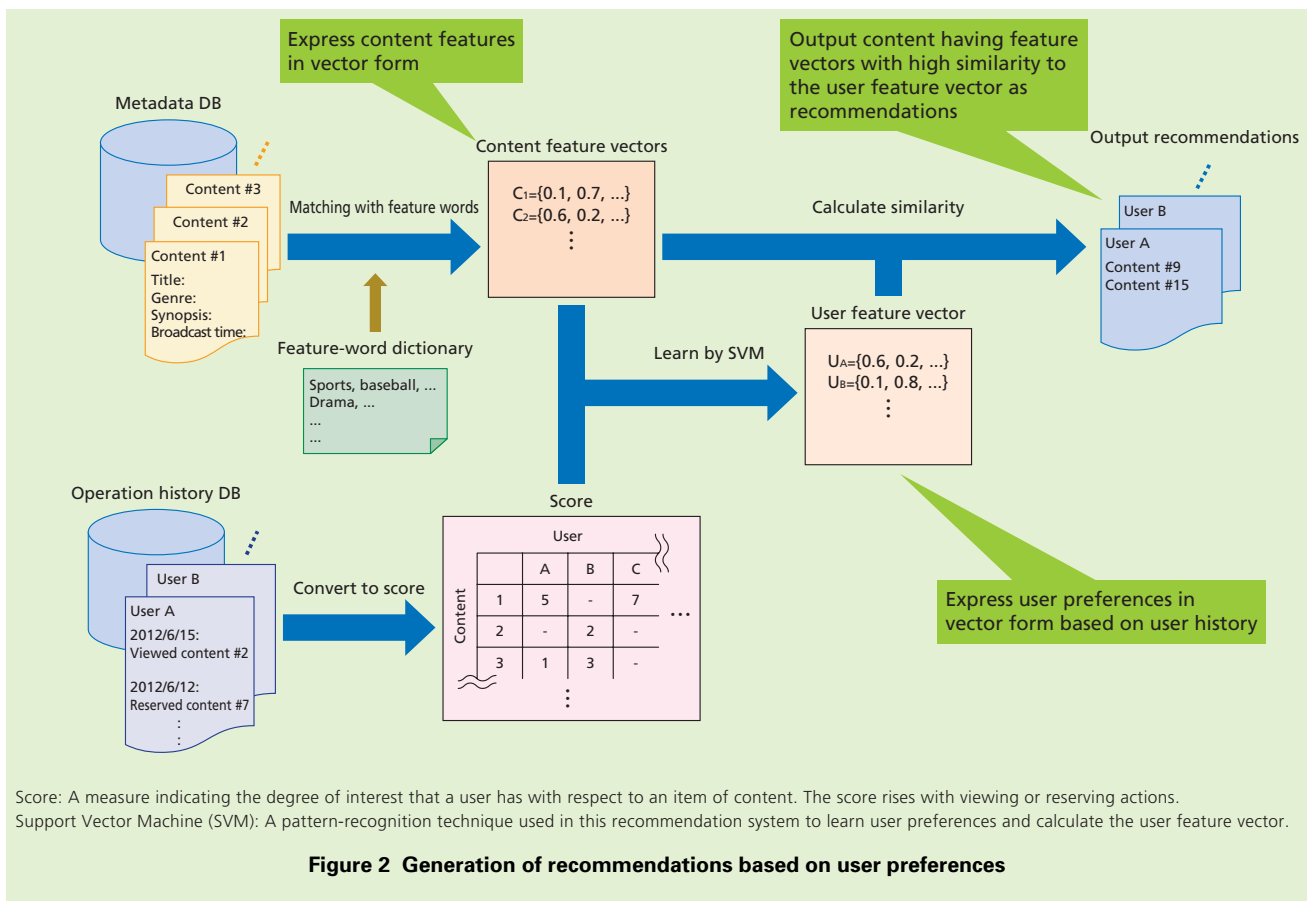 Express content features
in vector form
Output content having feature
vectors with high similarity to
the user feature vector as
recommendations
Metadata DB
Content #3
Content #2
Content #1
Title:
Genre:
Synopsis:
Broadcast time:
Matching with feature words
Feature-word dictionary
Sports, baseball, ...
Drama, ...
...
...
Content feature vectors
C1={0.1, 0.7, ...}
C2={0.6, 0.2, ...}
⋮
Calculate similarity
Output recommendations
User B
User A
Content #9
Content #15
Learn by SVM
User feature vector
UA={0.6, 0.2, ...}
UB={0.1, 0.8, ...}
⋮
Operation history DB
User B
User A
2012/6/15:
Viewed content #2
2012/6/12:
Reserved content #7
⋮
Convert to score
Score
User
Content
A B C
1 5 - 7 ...
2 - 2 -
3 1 3 -
⋮
Express user preferences in
vector form based on user history
Score: A measure indicating the degree of interest that a user has with respect to an item of content. The score rises with viewing or reserving actions.
Support Vector Machine (SVM): A pattern-recognition technique used in this recommendation system to learn user preferences and calculate the user feature vector.
Figure 2 Generation of recommendations based on user preferences